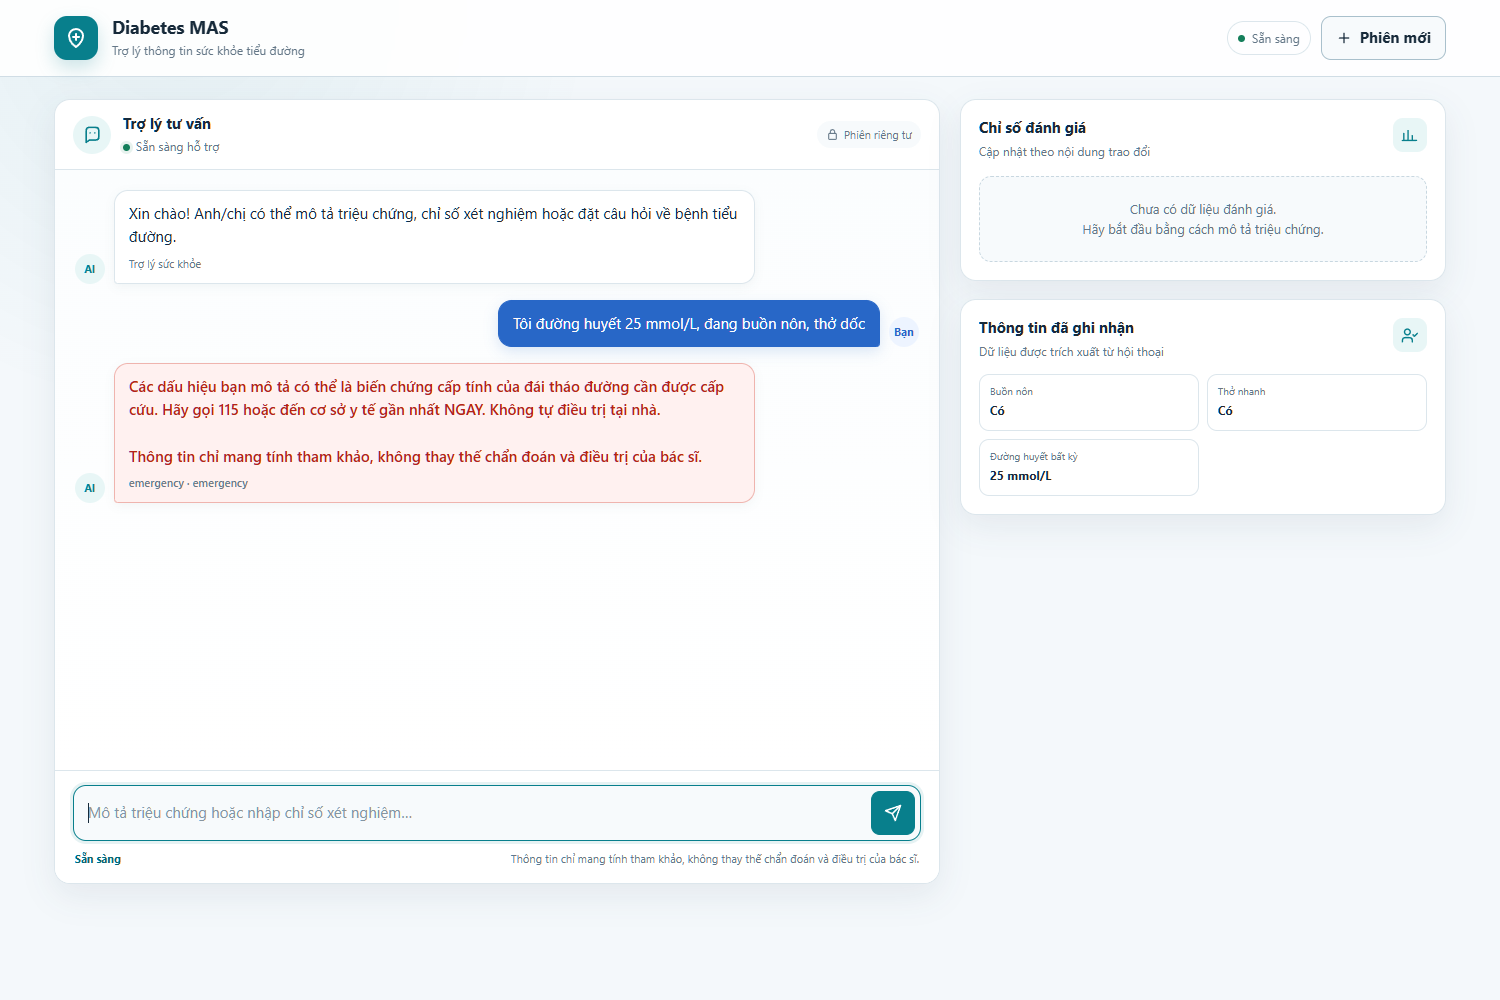 Diabetes MAS
Trợ lý thông tin sức khỏe tiểu đường
Sẵn sàng
Phiên mới
Trợ lý tư vấn
Sẵn sàng hỗ trợ
Phiên riêng tư
Xin chào! Anh/chị có thể mô tả triệu chứng, chỉ số xét nghiệm hoặc đặt câu hỏi về bệnh tiểu
đường.
Trợ lý sức khỏe
AI
Tôi đường huyết 25 mmol/L, đang buồn nôn, thở dốc
Bạn
Các dấu hiệu bạn mô tả có thể là biến chứng cấp tính của đái tháo đường cần được cấp
cứu. Hãy gọi 115 hoặc đến cơ sở y tế gần nhất NGAY. Không tự điều trị tại nhà.
Thông tin chỉ mang tính tham khảo, không thay thế chẩn đoán và điều trị của bác sĩ.
emergency · emergency
AI
Mô tả triệu chứng hoặc nhập chỉ số xét nghiệm...
Sẵn sàng
Thông tin chỉ mang tính tham khảo, không thay thế chẩn đoán và điều trị của bác sĩ.
Chỉ số đánh giá
Cập nhật theo nội dung trao đổi
Chưa có dữ liệu đánh giá.
Hãy bắt đầu bằng cách mô tả triệu chứng.
Thông tin đã ghi nhận
Dữ liệu được trích xuất từ hội thoại
Buồn nôn
Có
Thở nhanh
Có
Đường huyết bất kỳ
25 mmol/L